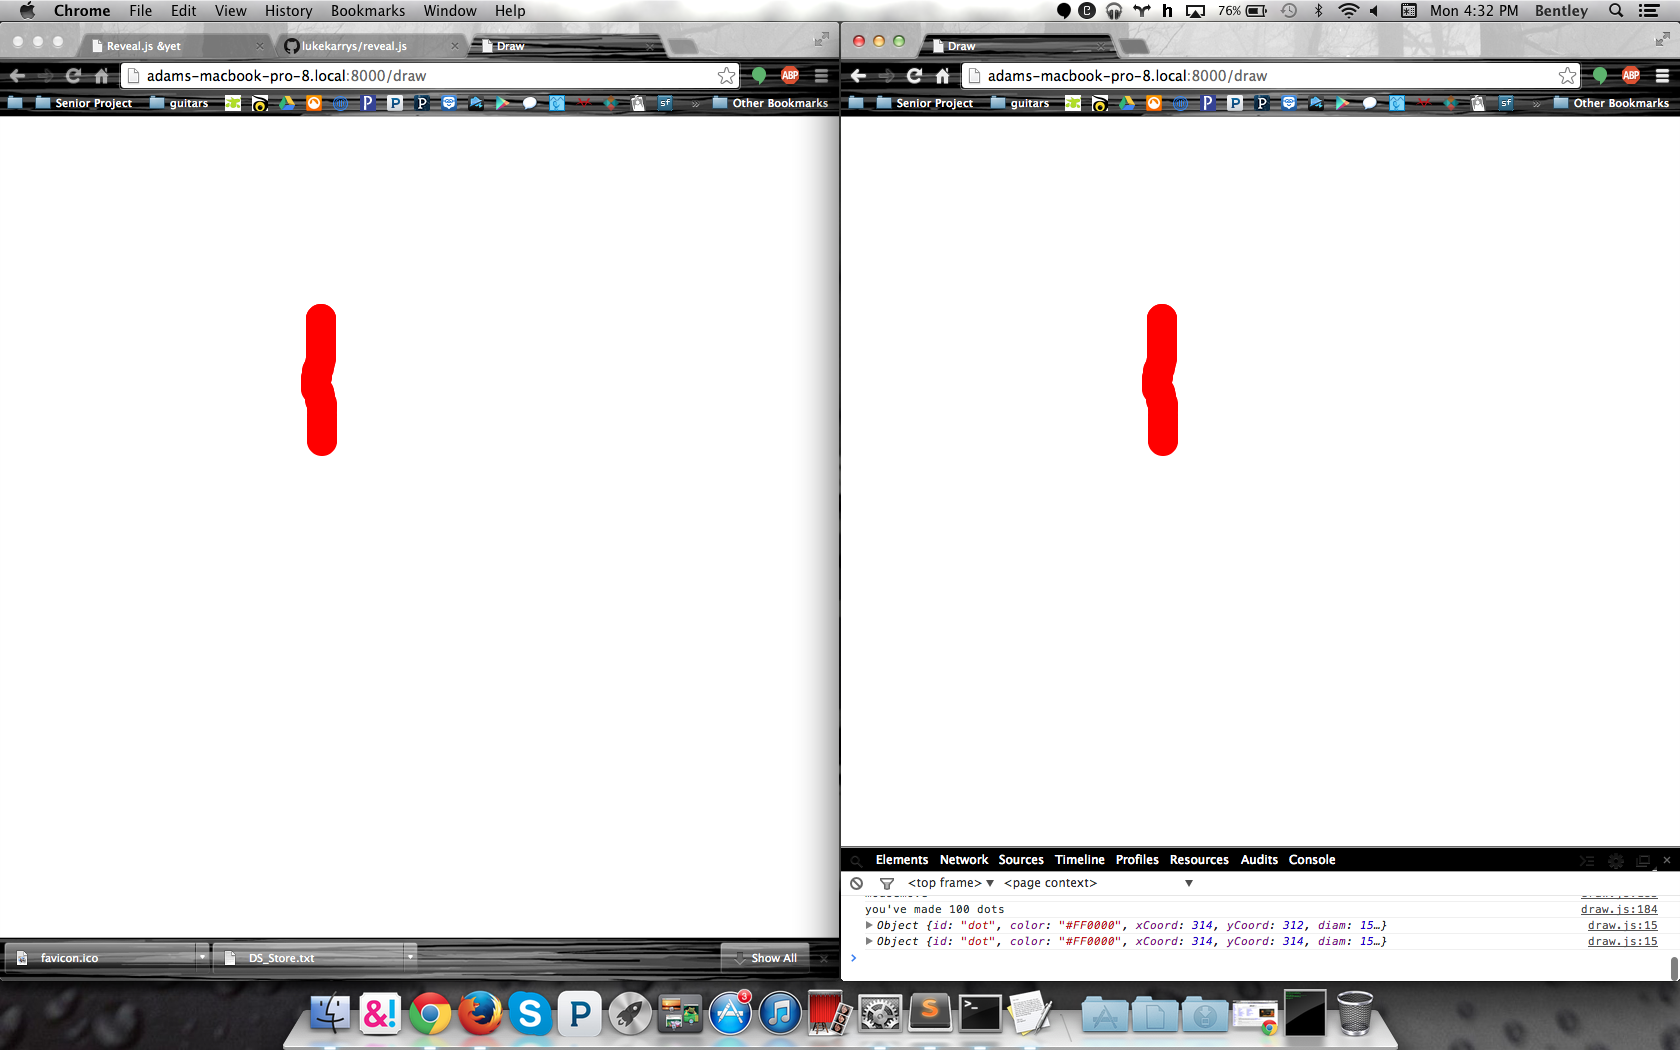 Chrome File Edit View History Bookmarks Window Help
76% Mon 4:32 PM Bentley
Reveal.js &yet
lukekarrys/reveal.js
Draw
adams-macbook-pro-8.local:8000/draw
ABP
Senior Project guitars sf » Other Bookmarks
Draw
adams-macbook-pro-8.local:8000/draw
ABP
Senior Project guitars sf » Other Bookmarks
Elements Network Sources Timeline Profiles Resources Audits Console
<top frame> <page context>
you've made 100 dots draw.js:184
Object {id: "dot", color: "#FF0000", xCoord: 314, yCoord: 312, diam: 15…} draw.js:15
Object {id: "dot", color: "#FF0000", xCoord: 314, yCoord: 314, diam: 15…} draw.js:15
favicon.ico DS_Store.txt Show All
&! S P 3 S